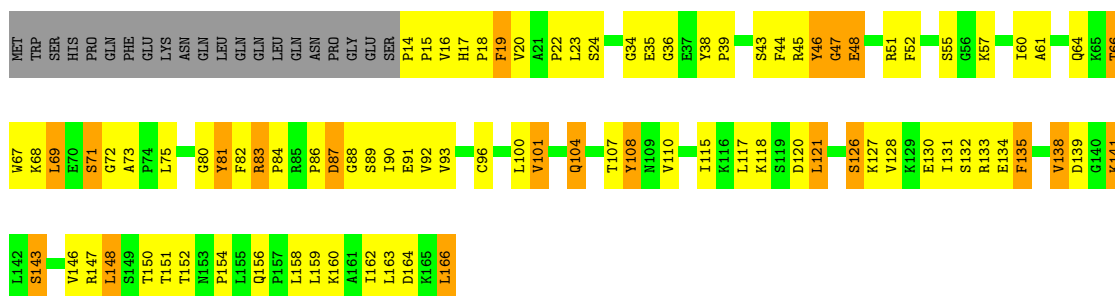 MET TRP SER HIS PRO GLN PHE GLU LYS ASN GLN LEU GLN GLN LEU GLN ASN PRO GLY GLU SER P14 P15 V16 H17 P18 F19 V20 A21 P22 L23 S24 G34 E35 G36 E37 Y38 P39 S43 F44 R45 Y46 G47 E48 R51 F52 S55 G56 K57 I60 A61 Q64 K65 T66
W67 K68 L69 E70 S71 G72 A73 P74 L75 G80 Y81 F82 R83 P84 R85 P86 D87 G88 S89 I90 E91 V92 V93 C96 L100 V101 Q104 T107 Y108 N109 V110 I115 K116 L117 K118 S119 D120 L121 S126 K127 V128 K129 E130 I131 S132 R133 E134 F135 V138 D139 G140 K141
L142 S143 V146 R147 L148 S149 T150 T151 T152 N153 P154 L155 Q156 P157 L158 L159 K160 A161 I162 L163 D164 K165 L166